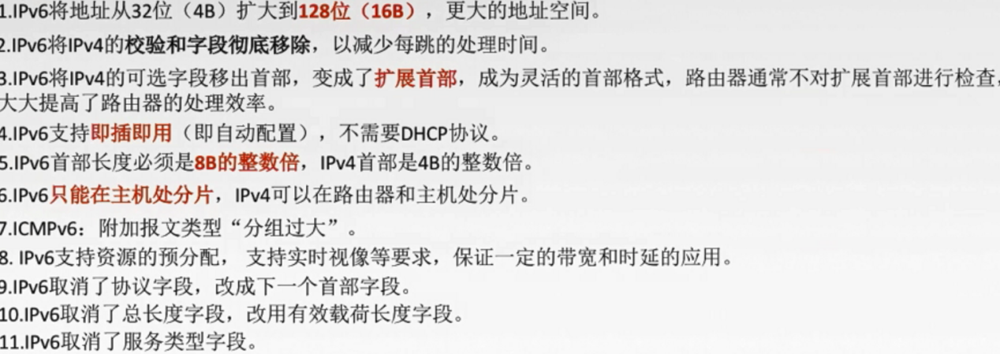 1.IPv6将地址从32位（4B）扩大到128位（16B），更大的地址空间。
2.IPv6将IPv4的校验和字段彻底移除，以减少每跳的处理时间。
3.IPv6将IPv4的可选字段移出首部，变成了扩展首部，成为灵活的首部格式，路由器通常不对扩展首部进行检查，
大大提高了路由器的处理效率。
4.IPv6支持即插即用（即自动配置），不需要DHCP协议。
5.IPv6首部长度必须是8B的整数倍，IPv4首部是4B的整数倍。
6.IPv6只能在主机处分片，IPv4可以在路由器和主机处分片。
7.ICMPv6：附加报文类型“分组过大”。
8. IPv6支持资源的预分配， 支持实时视像等要求，保证一定的带宽和时延的应用。
9.IPv6取消了协议字段，改成下一个首部字段。
10.IPv6取消了总长度字段，改用有效载荷长度字段。
11.IPv6取消了服务类型字段。